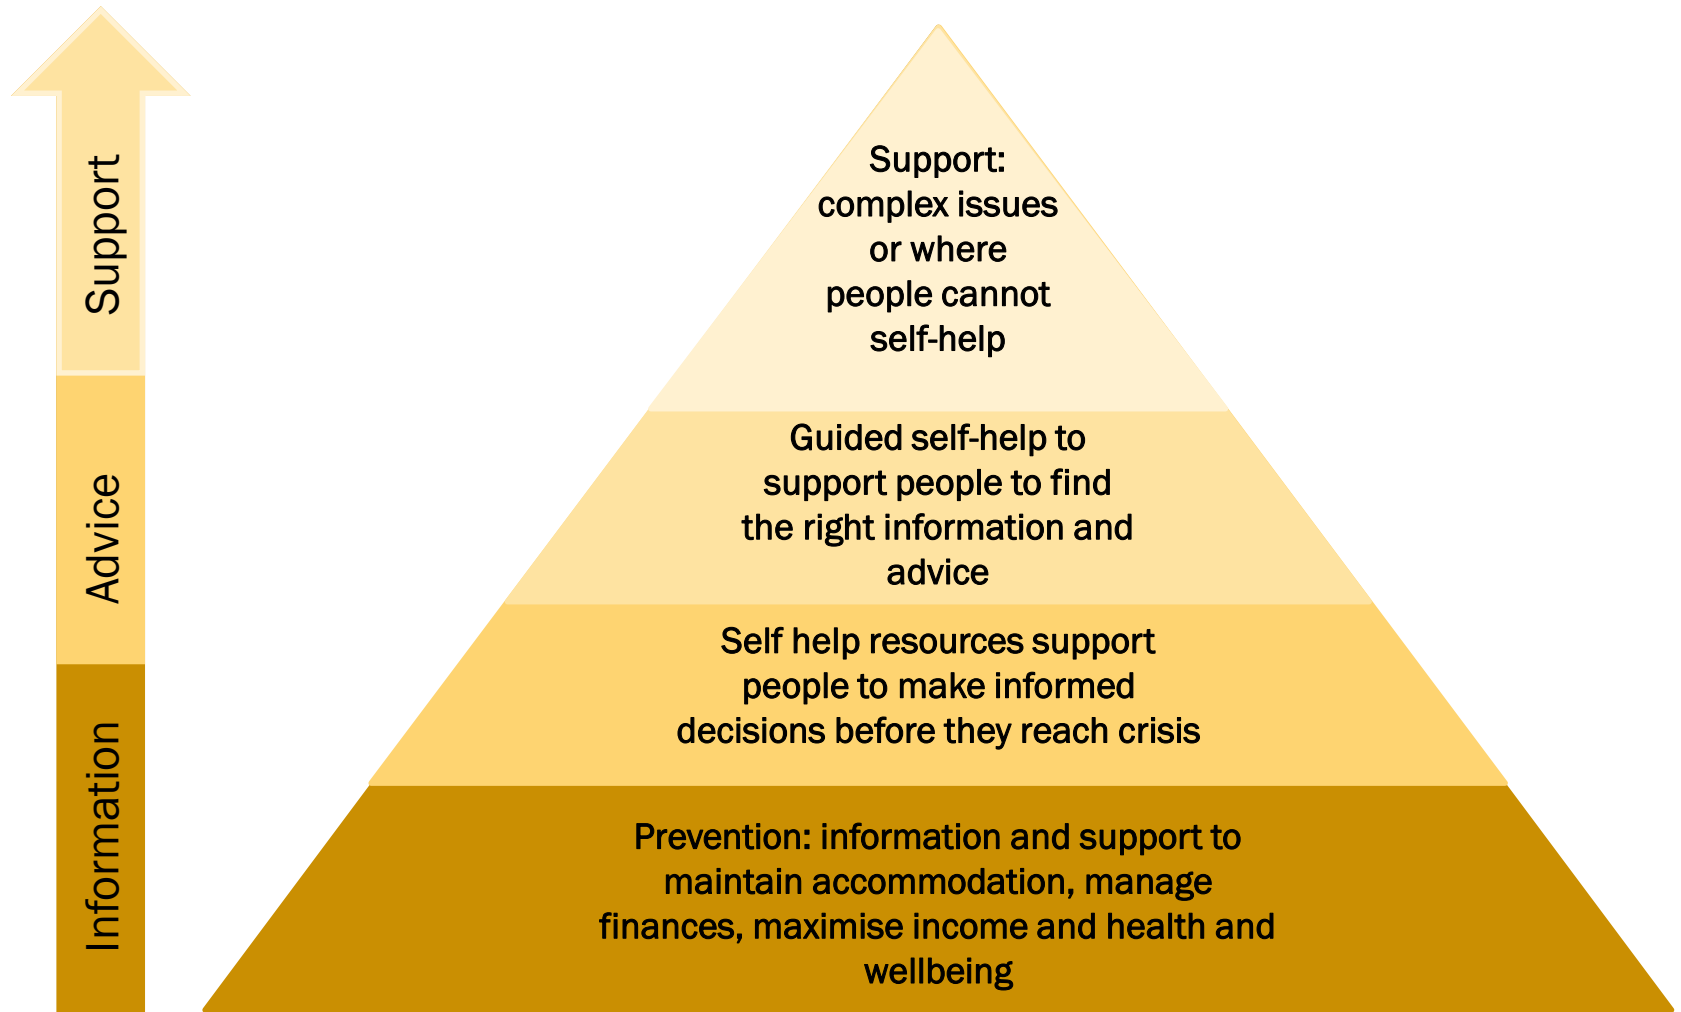 Support
Advice
Information
Support:
complex issues
or where
people cannot
self-help
Guided self-help to
support people to find
the right information and
advice
Self help resources support
people to make informed
decisions before they reach crisis
Prevention: information and support to
maintain accommodation, manage
finances, maximise income and health and
wellbeing